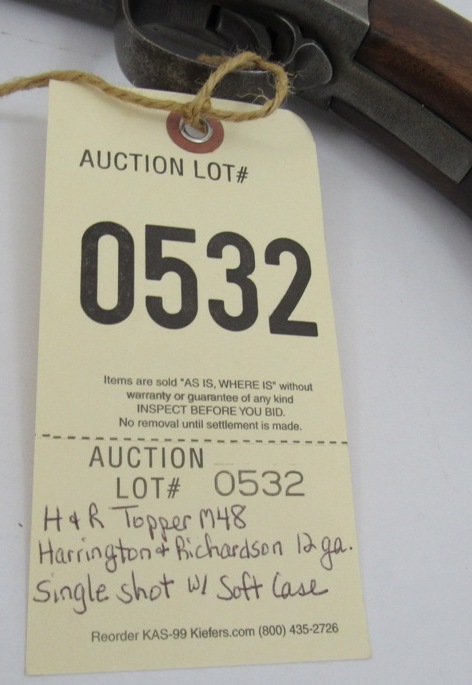 AUCTION LOT#
0532
Items are sold "AS IS, WHERE IS" without
warranty or guarantee of any kind
INSPECT BEFORE YOU BID.
No removal until settlement is made.
AUCTION
LOT# 0532
H & R Topper M48
Harrington & Richardson 12 ga.
Single shot w/ Soft Case
Reorder KAS-99 Kiefers.com (800) 435-2726